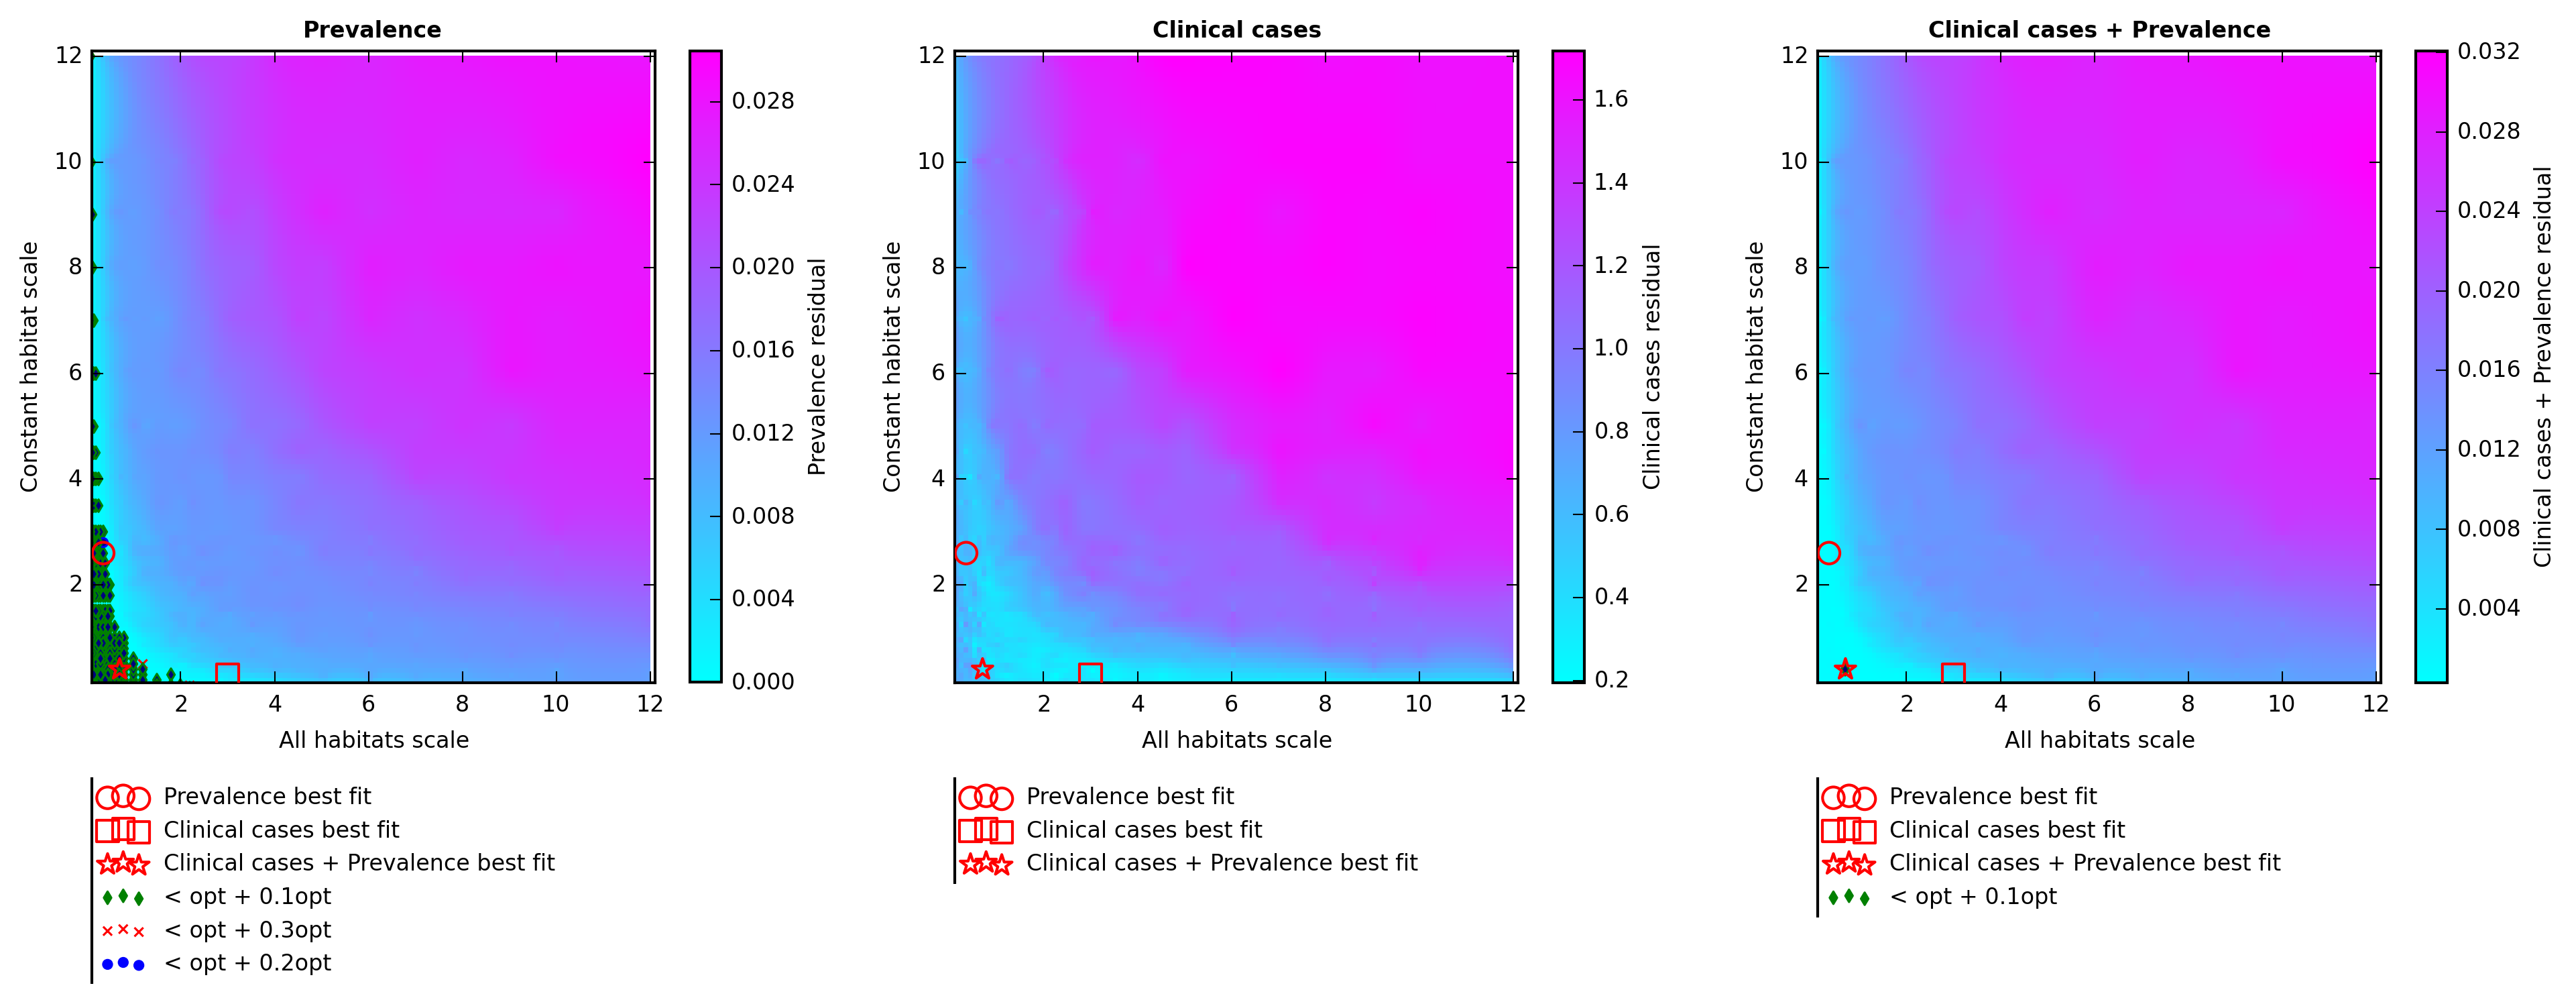 Prevalence
12
10
8
6
4
2
Constant habitat scale
2 4 6 8 10 12
All habitats scale
0.028
0.024
0.020
0.016
0.012
0.008
0.004
0.000
Prevalence residual
Prevalence best fit
Clinical cases best fit
Clinical cases + Prevalence best fit
< opt + 0.1opt
< opt + 0.3opt
< opt + 0.2opt
Clinical cases
12
10
8
6
4
2
Constant habitat scale
2 4 6 8 10 12
All habitats scale
1.6
1.4
1.2
1.0
0.8
0.6
0.4
0.2
Clinical cases residual
Prevalence best fit
Clinical cases best fit
Clinical cases + Prevalence best fit
Clinical cases + Prevalence
12
10
8
6
4
2
Constant habitat scale
2 4 6 8 10 12
All habitats scale
0.032
0.028
0.024
0.020
0.016
0.012
0.008
0.004
Clinical cases + Prevalence residual
Prevalence best fit
Clinical cases best fit
Clinical cases + Prevalence best fit
< opt + 0.1opt